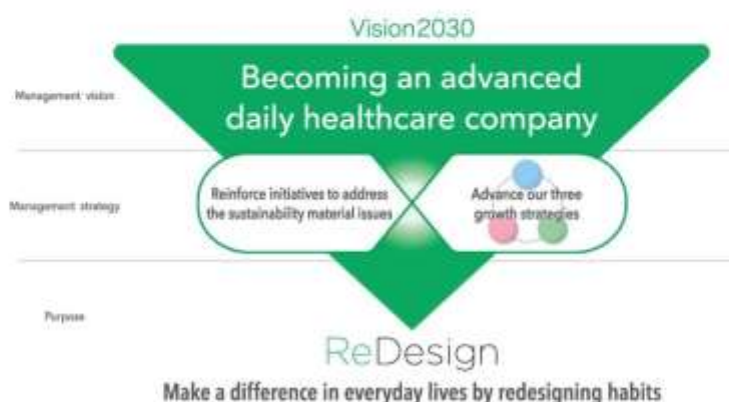 Vision2030
Management vision
Becoming an advanced
daily healthcare company
Management strategy
Reinforce initiatives to address
the sustainability material issues
Advance our three
growth strategies
Purpose
ReDesign
Make a difference in everyday lives by redesigning habits